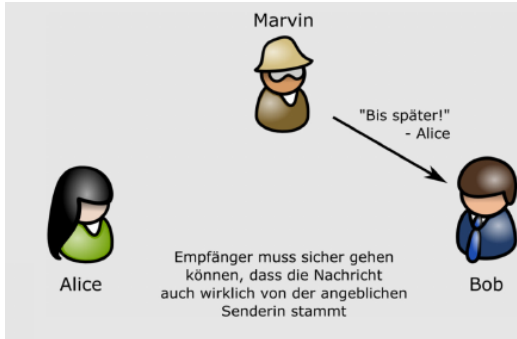 Marvin
"Bis später!"
- Alice
Alice
Empfänger muss sicher gehen
können, dass die Nachricht
auch wirklich von der angeblichen
Senderin stammt
Bob